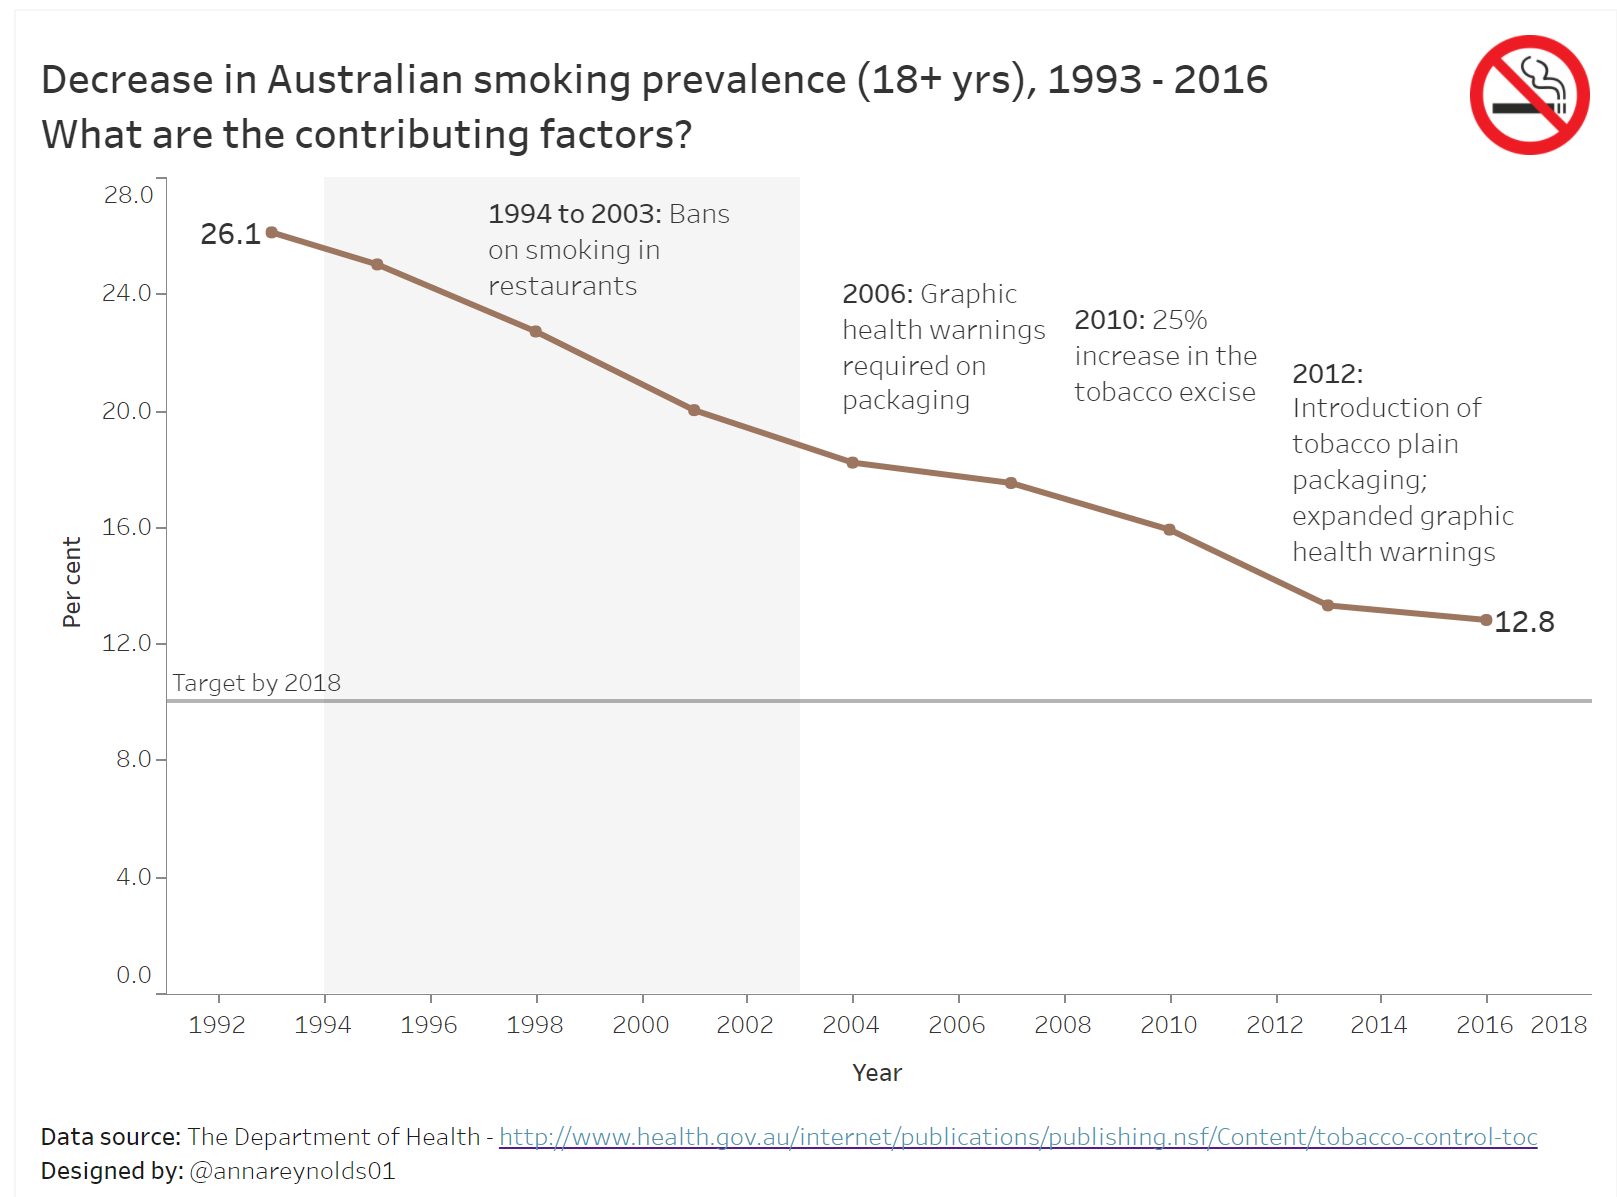 Decrease in Australian smoking prevalence (18+ yrs), 1993 - 2016
What are the contributing factors?
28.0
24.0
20.0
16.0
12.0
8.0
4.0
0.0
Per cent
26.1
1994 to 2003: Bans
on smoking in
restaurants
2006: Graphic
health warnings
required on
packaging
2010: 25%
increase in the
tobacco excise
2012:
Introduction of
tobacco plain
packaging;
expanded graphic
health warnings
12.8
Target by 2018
1992 1994 1996 1998 2000 2002 2004 2006 2008 2010 2012 2014 2016 2018
Year
Data source: The Department of Health - http://www.health.gov.au/internet/publications/publishing.nsf/Content/tobacco-control-toc
Designed by: @annareynolds01